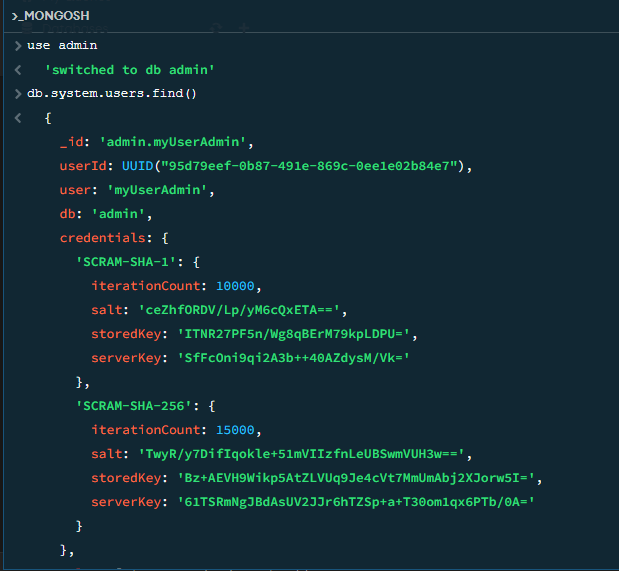 >_MONGOSH
> use admin
< 'switched to db admin'
> db.system.users.find()
< {
_id: 'admin.myUserAdmin',
userId: UUID("95d79eef-0b87-491e-869c-0ee1e02b84e7"),
user: 'myUserAdmin',
db: 'admin',
credentials: {
'SCRAM-SHA-1': {
iterationCount: 10000,
salt: 'ceZhfORDV/Lp/yM6cQxETA==',
storedKey: 'ITNR27PF5n/Wg8qBErM79kpLDPU=',
serverKey: 'SfFcOni9qi2A3b++40AZdysM/Vk='
},
'SCRAM-SHA-256': {
iterationCount: 15000,
salt: 'TwyR/y7DifIqokle+51mVIIzfnLeUBSwmVUH3w==',
storedKey: 'Bz+AEVH9Wikp5AtZLVUq9Je4cVt7MmUmAbj2XJorw5I=',
serverKey: '61TSRmNgJBdAsUV2JJr6hTZSp+a+T30om1qx6PTb/0A='
}
},